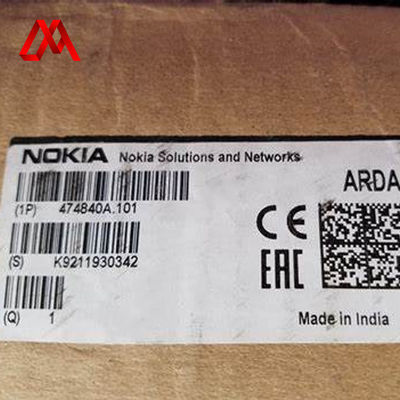 NOKIA Nokia Solutions and Networks
ARDA
(1P) 474840A.101
(S) K9211930342
(Q) 1
CE
EAC
Made in India